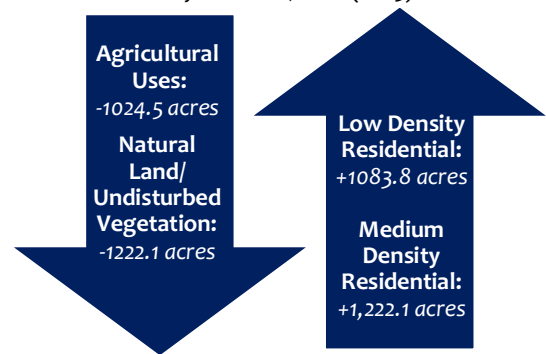 Agricultural
Uses:
-1024.5 acres
Natural
Land/
Undisturbed
Vegetation:
-1222.1 acres
Low Density
Residential:
+1083.8 acres
Medium
Density
Residential:
+1,222.1 acres